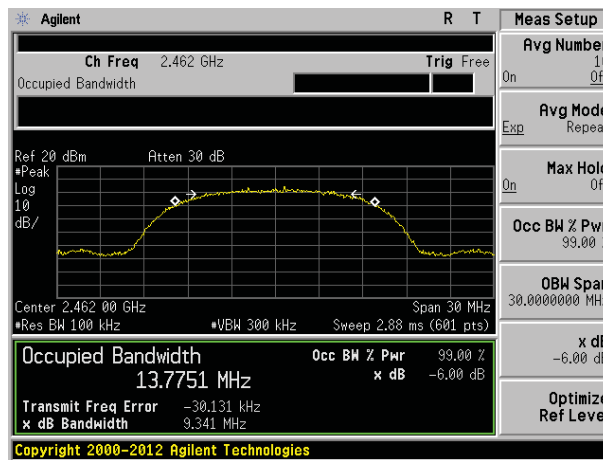 Agilent R T Meas Setup
Ch Freq 2.462 GHz Trig Free
Occupied Bandwidth
Avg Number
On
Avg Mode
Exp Repeat
Max Hold
On
Occ BW % Pwr
99.00 %
OBW Span
30.0000000 MHz
x dB
-6.00 dB
Optimize
Ref Level
Ref 20 dBm Atten 30 dB
#Peak
Log
10
dB/
Center 2.462 00 GHz Span 30 MHz
#Res BW 100 kHz #VBW 300 kHz Sweep 2.88 ms (601 pts)
Occupied Bandwidth Occ BW % Pwr 99.00 %
13.7751 MHz x dB -6.00 dB
Transmit Freq Error -30.131 kHz
x dB Bandwidth 9.341 MHz
Copyright 2000-2012 Agilent Technologies